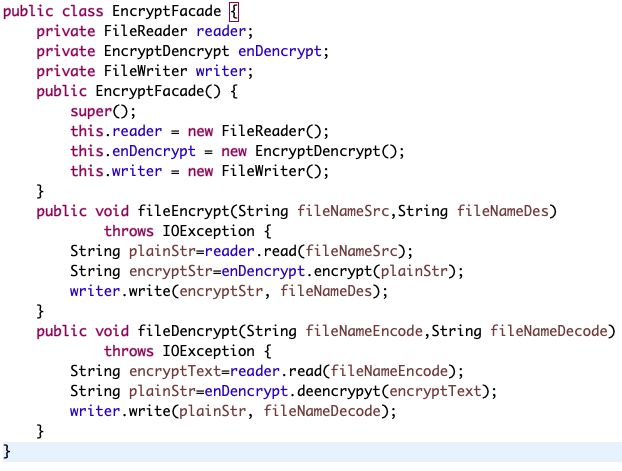 public class EncryptFacade {
    private FileReader reader;
    private EncryptDencrypt enDencrypt;
    private FileWriter writer;
    public EncryptFacade() {
        super();
        this.reader = new FileReader();
        this.enDencrypt = new EncryptDencrypt();
        this.writer = new FileWriter();
    }
    public void fileEncrypt(String fileNameSrc,String fileNameDes)
            throws IOException {
        String plainStr=reader.read(fileNameSrc);
        String encryptStr=enDencrypt.encrypt(plainStr);
        writer.write(encryptStr, fileNameDes);
    }
    public void fileDencrypt(String fileNameEncode,String fileNameDecode)
            throws IOException {
        String encryptText=reader.read(fileNameEncode);
        String plainStr=enDencrypt.deencrypyt(encryptText);
        writer.write(plainStr, fileNameDecode);
    }
}